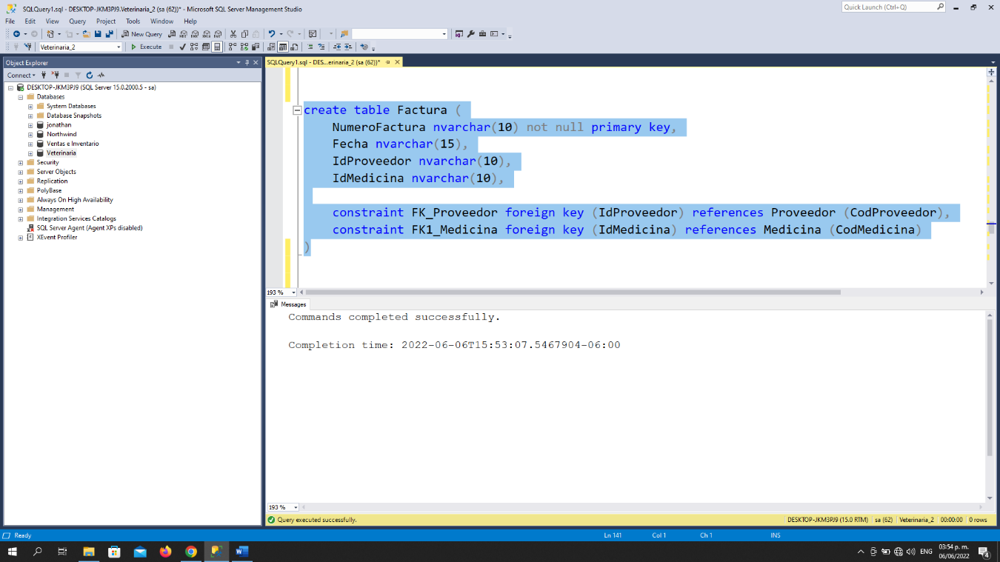 SQLQuery1.sql - DESKTOP-JKM3PJ9.Veterinaria_2 (sa (62))* - Microsoft SQL Server Management Studio
Quick Launch (Ctrl+Q)
File Edit View Query Project Tools Window Help
New Query
Veterinaria_2
Execute
Object Explorer
SQLQuery1.sql - DES...erinaria_2 (sa (62))*
Connect
DESKTOP-JKM3PJ9 (SQL Server 15.0.2000.5 - sa)
Databases
System Databases
Database Snapshots
jonathan
Northwind
Ventas e Inventario
Veterinaria
Security
Server Objects
Replication
PolyBase
Always On High Availability
Management
Integration Services Catalogs
SQL Server Agent (Agent XPs disabled)
XEvent Profiler
create table Factura (
NumeroFactura nvarchar(10) not null primary key,
Fecha nvarchar(15),
IdProveedor nvarchar(10),
IdMedicina nvarchar(10),
constraint FK_Proveedor foreign key (IdProveedor) references Proveedor (CodProveedor),
constraint FK1_Medicina foreign key (IdMedicina) references Medicina (CodMedicina)
)
193 %
Messages
Commands completed successfully.
Completion time: 2022-06-06T15:53:07.5467904-06:00
193 %
Query executed successfully.
DESKTOP-JKM3PJ9 (15.0 RTM) sa (62) Veterinaria_2 00:00:00 0 rows
Ready
Ln 141 Col 1 Ch 1 INS
ENG
03:54 p. m.
06/06/2022
4